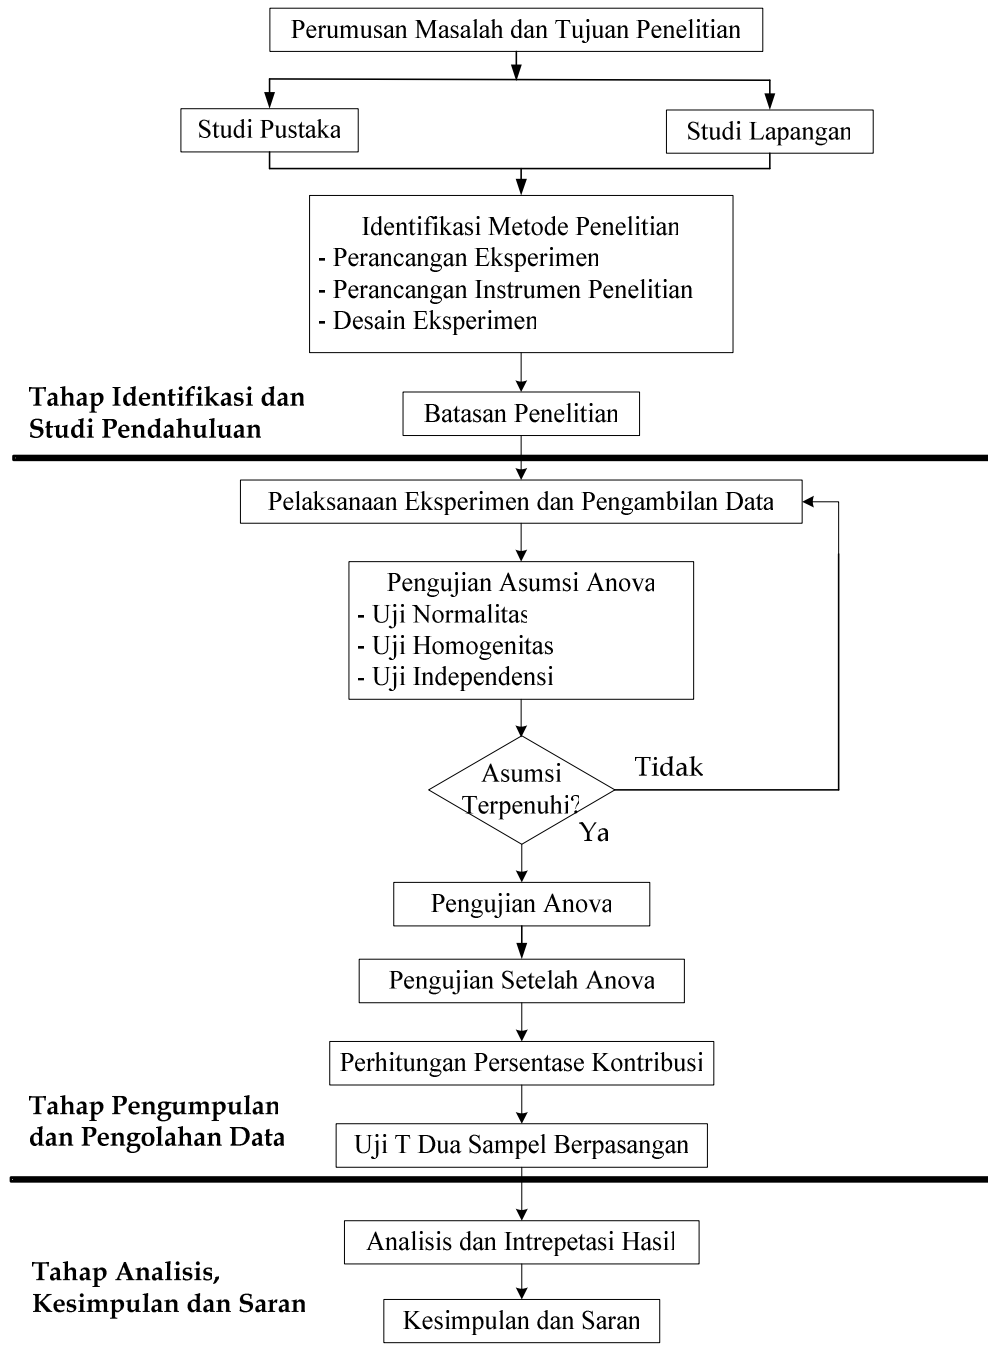 Perumusan Masalah dan Tujuan Penelitian
Studi Pustaka
Studi Lapangan
Identifikasi Metode Penelitian
- Perancangan Eksperimen
- Perancangan Instrumen Penelitian
- Desain Eksperimen
Tahap Identifikasi dan
Studi Pendahuluan
Batasan Penelitian
Pelaksanaan Eksperimen dan Pengambilan Data
Pengujian Asumsi Anova
- Uji Normalitas
- Uji Homogenitas
- Uji Independensi
Asumsi
Terpenuhi?
Tidak
Ya
Pengujian Anova
Pengujian Setelah Anova
Perhitungan Persentase Kontribusi
Tahap Pengumpulan
dan Pengolahan Data
Uji T Dua Sampel Berpasangan
Analisis dan Intrepetasi Hasil
Tahap Analisis,
Kesimpulan dan Saran
Kesimpulan dan Saran